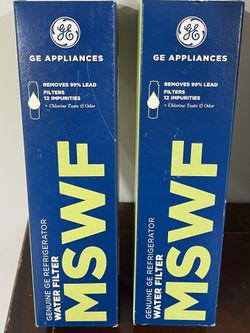 GE
GE APPLIANCES
REMOVES 99% LEAD
FILTERS
12 IMPURITIES
+ Chlorine Taste & Odor
GENUINE GE REFRIGERATOR
WATER FILTER
MSWF
GE
GE APPLIANCES
REMOVES 99% LEAD
FILTERS
12 IMPURITIES
+ Chlorine Taste & Odor
GENUINE GE REFRIGERATOR
WATER FILTER
MSWF